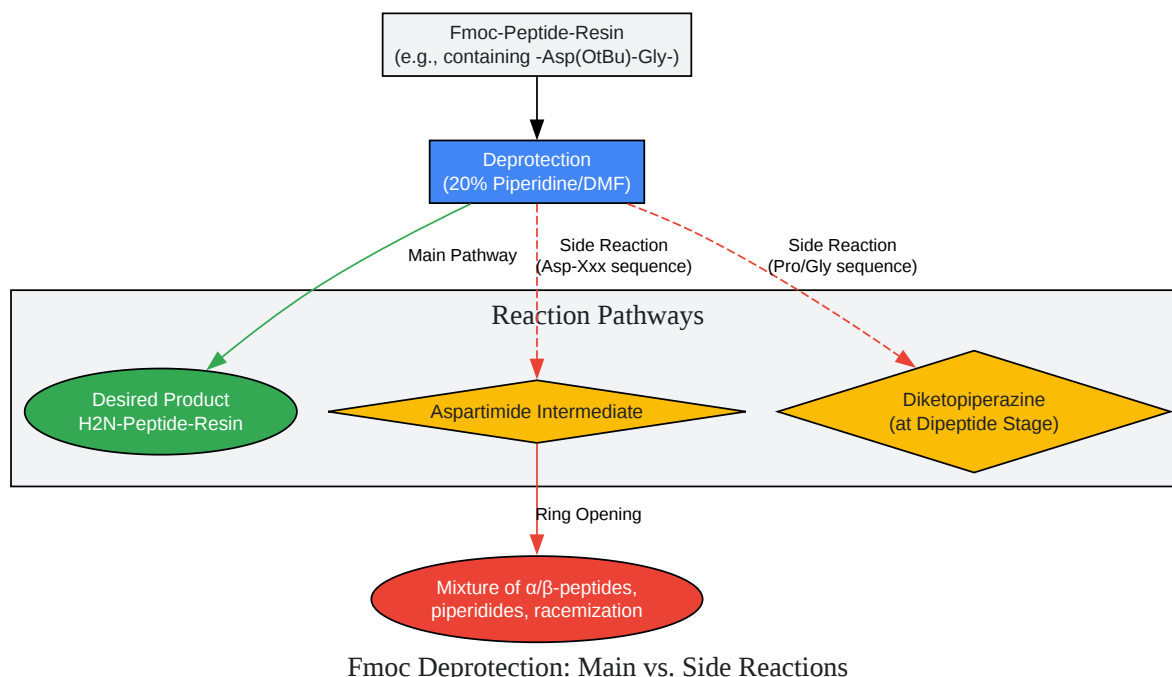 Fmoc-Peptide-Resin
(e.g., containing -Asp(OtBu)-Gly-)
Deprotection
(20% Piperidine/DMF)
Main Pathway
Side Reaction
(Asp-Xxx sequence)
Side Reaction
(Pro/Gly sequence)
Reaction Pathways
Desired Product
H2N-Peptide-Resin
Aspartimide Intermediate
Diketopiperazine
(at Dipeptide Stage)
Ring Opening
Mixture of α/β-peptides,
piperidides, racemization
Fmoc Deprotection: Main vs. Side Reactions